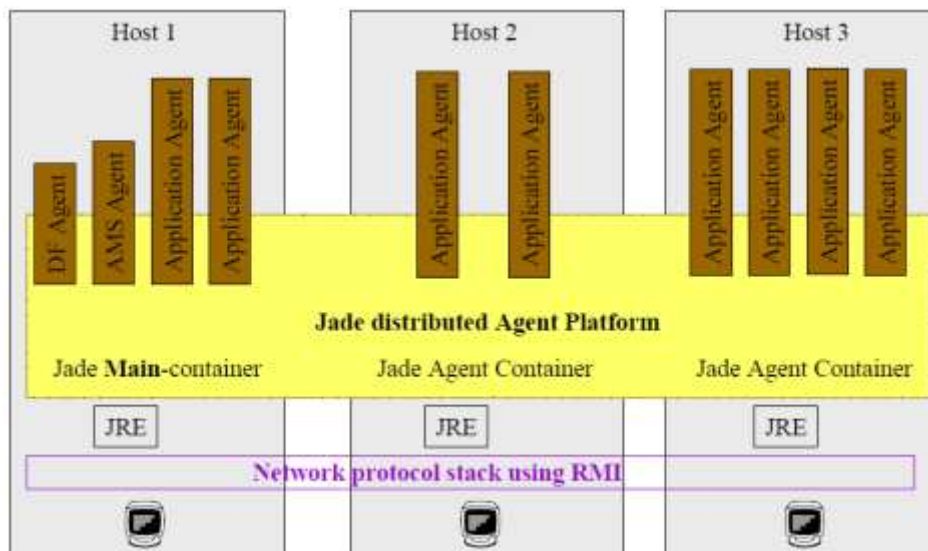 Host 1
Host 2
Host 3
DF Agent
AMS Agent
Application Agent
Application Agent
Application Agent
Application Agent
Application Agent
Application Agent
Application Agent
Application Agent
Jade distributed Agent Platform
Jade Main-container
Jade Agent Container
Jade Agent Container
JRE
JRE
JRE
Network protocol stack using RMI